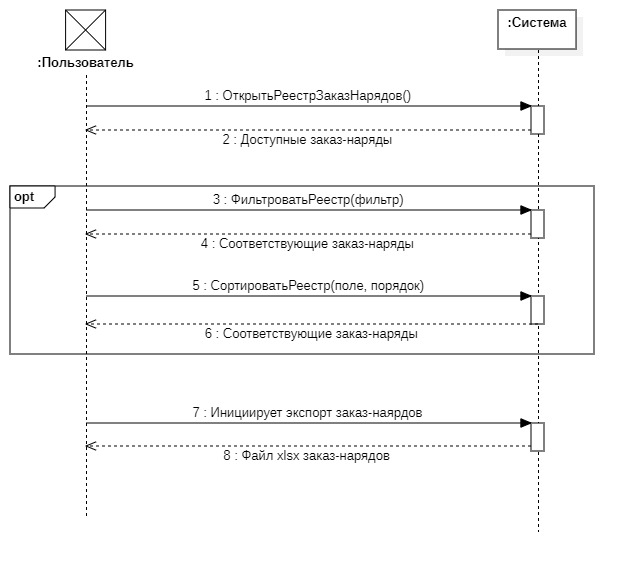 :Система
:Пользователь
1 : ОткрытьРеестрЗаказНарядов()
2 : Доступные заказ-наряды
opt
3 : ФильтроватьРеестр(фильтр)
4 : Соответствующие заказ-наряды
5 : СортироватьРеестр(поле, порядок)
6 : Соответствующие заказ-наряды
7 : Инициирует экспорт заказ-наярдов
8 : Файл xlsx заказ-нарядов